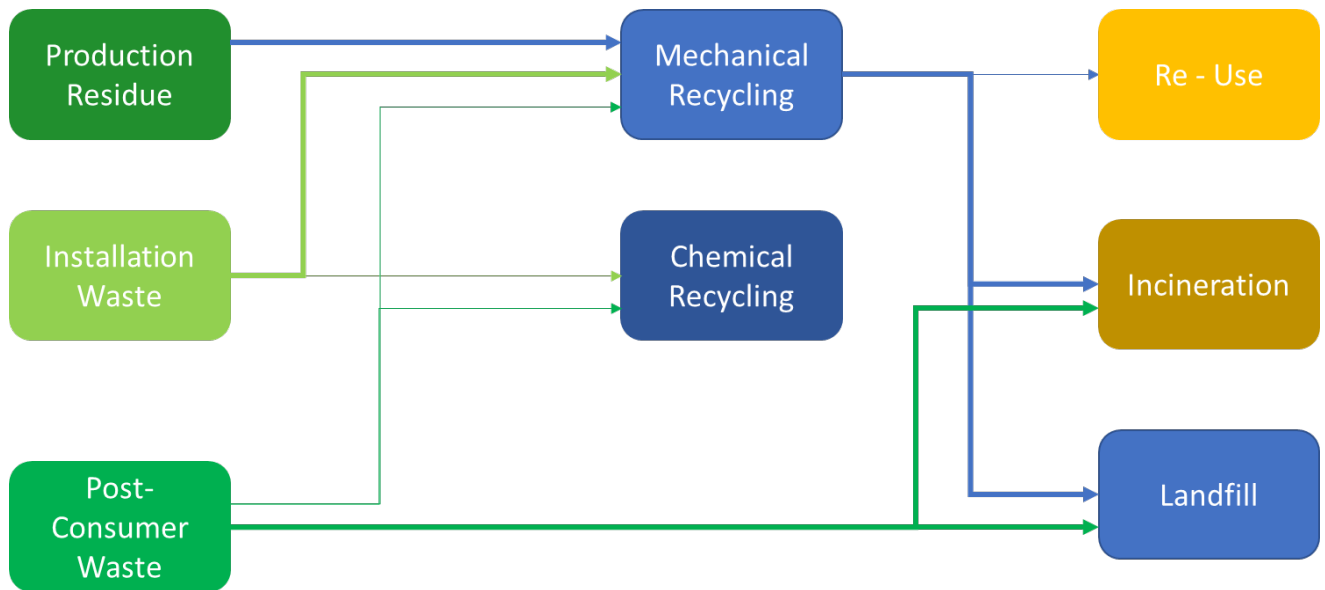 Production
Residue
Mechanical
Recycling
Re - Use
Installation
Waste
Chemical
Recycling
Incineration
Post-
Consumer
Waste
Landfill